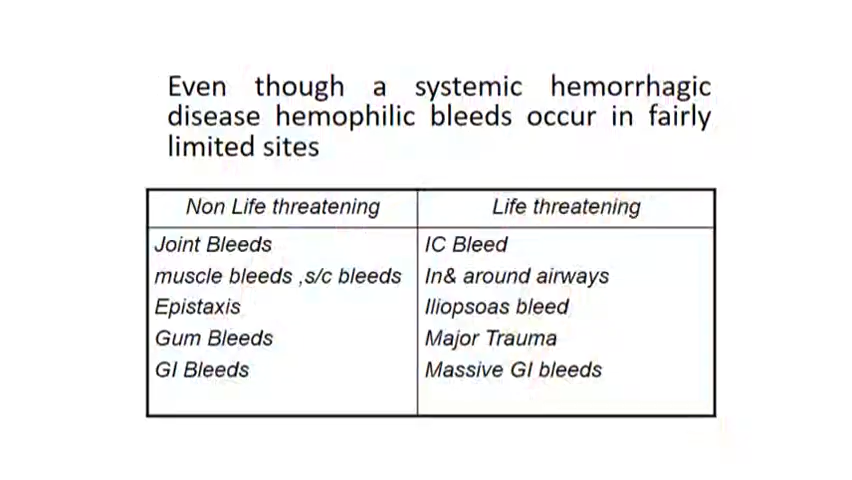 Even though a systemic hemorrhagic
disease hemophilic bleeds occur in fairly
limited sites
Non Life threatening
Life threatening
Joint Bleeds
IC Bleed
muscle bleeds ,s/c bleeds
In& around airways
Epistaxis
Iliopsoas bleed
Gum Bleeds
Major Trauma
GI Bleeds
Massive GI bleeds